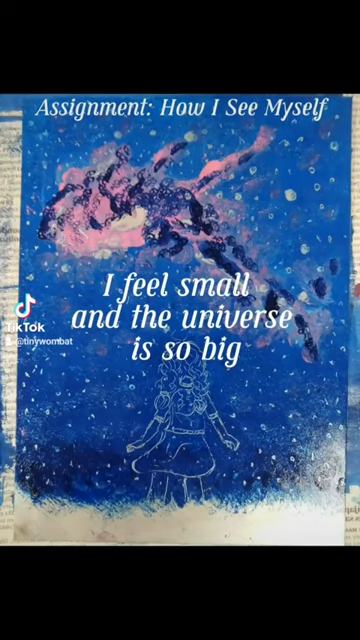 Assignment: How I See Myself
I feel small
and the universe
is so big
TikTok
@tinywombat